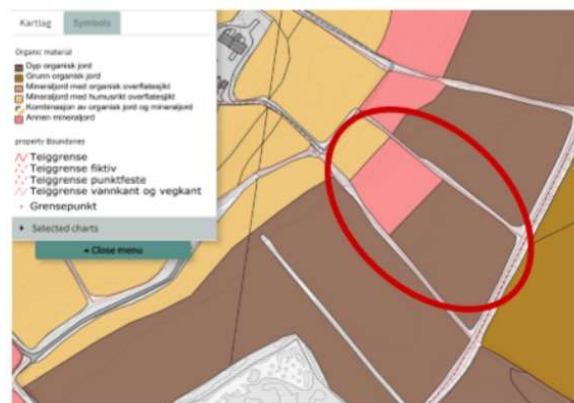 Kartlag Symbols
Organic material
Dyp organisk jord
Grunn organisk jord
Mineraljord med organisk overflatesjikt
Mineraljord med humusrikt overflatesjikt
Kombinasjon av organisk jord og mineraljord
Annen mineraljord
property Boundanes
Teiggrense
Teiggrense fiktiv
Teiggrense punktfeste
Teiggrense vannkant og vegkant
Grensepunkt
Selected charts
Close menu